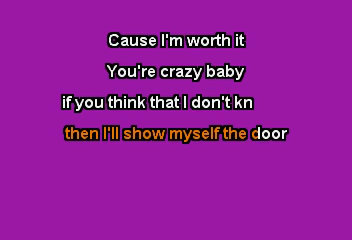 Cause I'm worth it
You're crazy baby
if you think that I don't kn
then I'll show myself the door